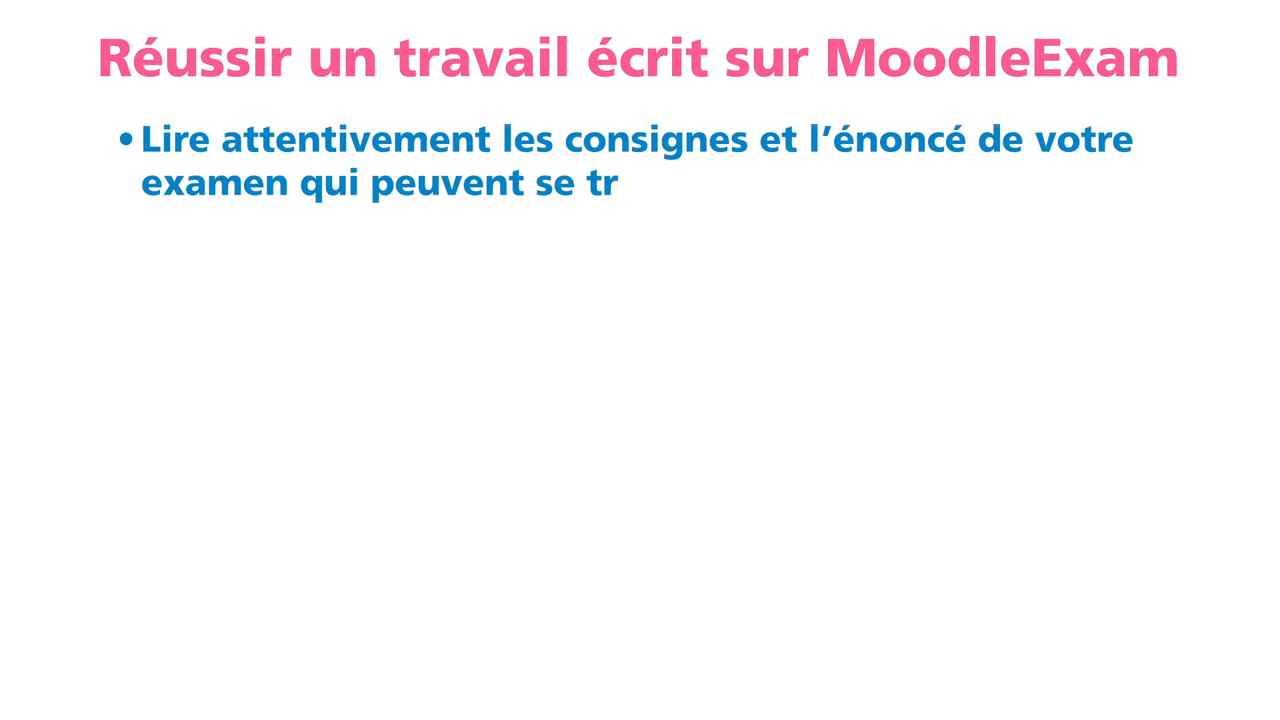 Réussir un travail écrit sur MoodleExam
• Lire attentivement les consignes et l’énoncé de votre
examen qui peuvent se tr